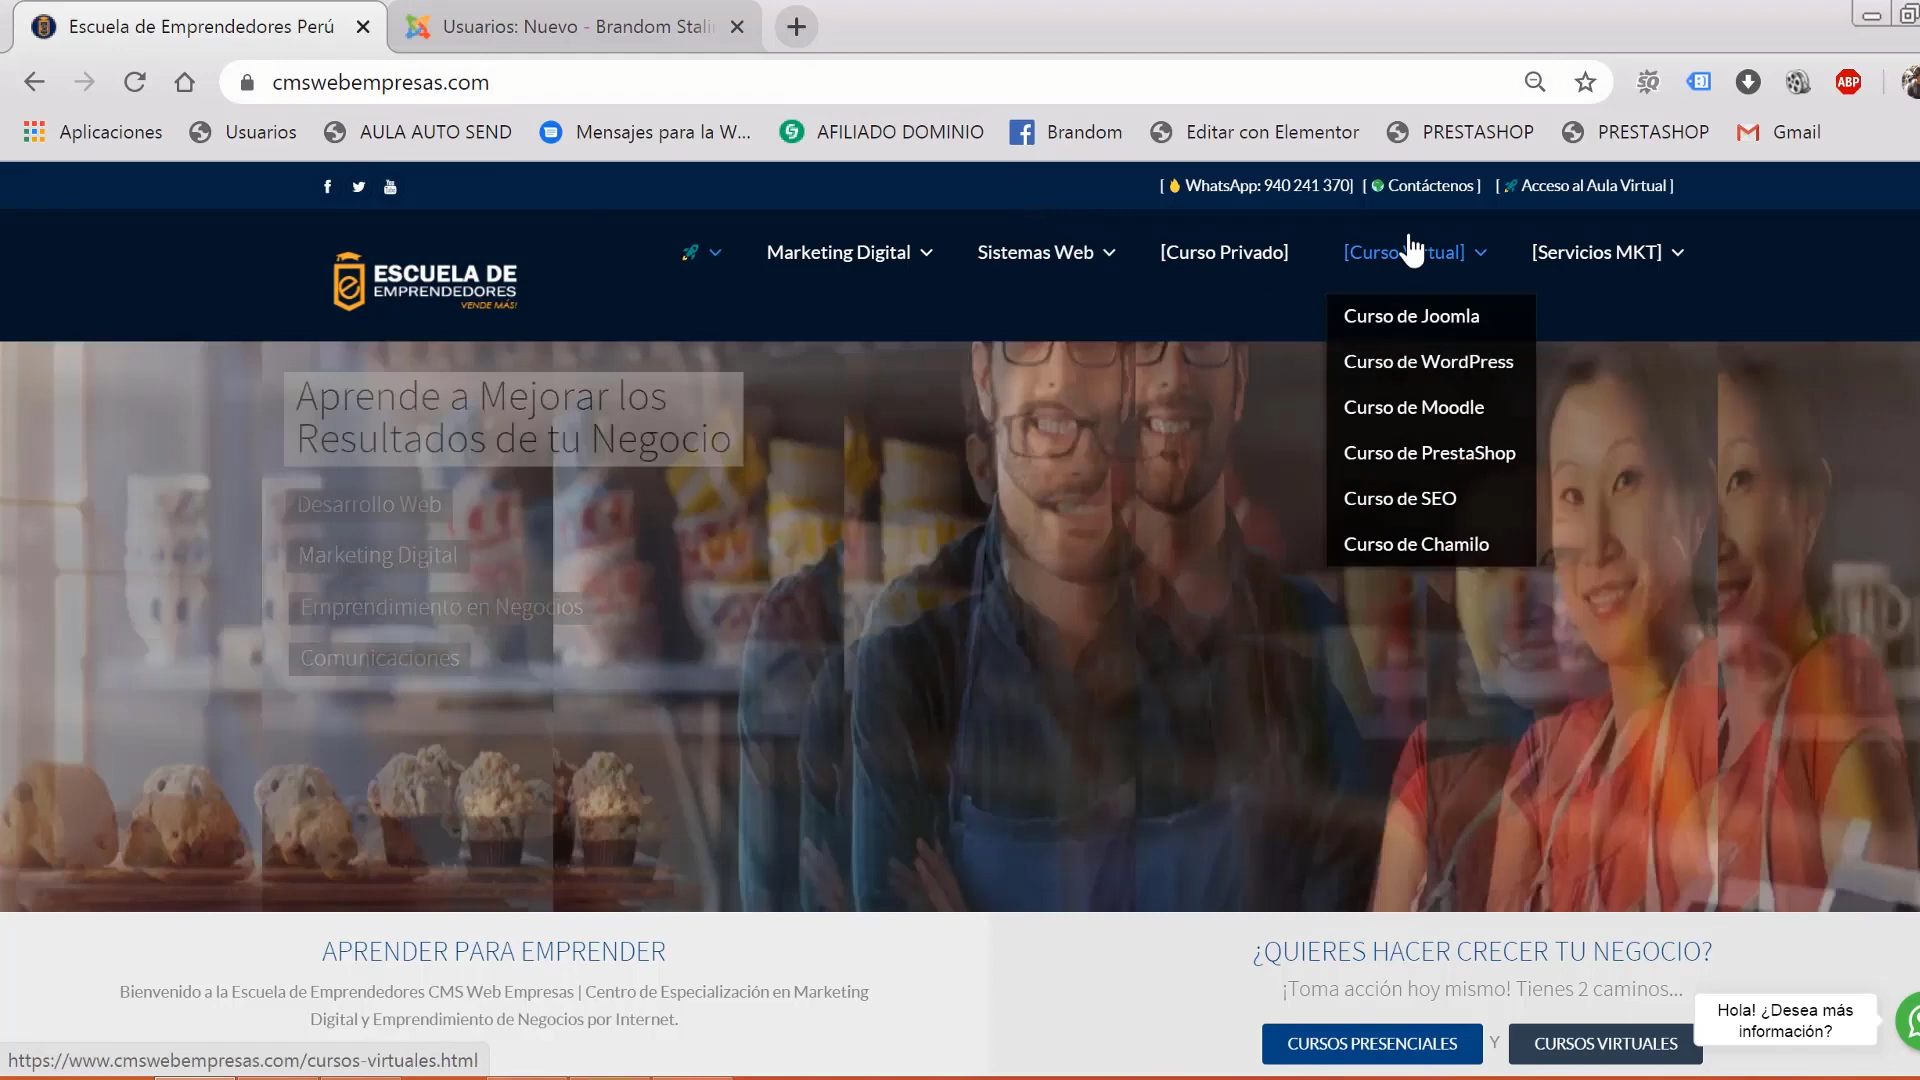 Escuela de Emprendedores Perú
Usuarios: Nuevo - Brandom Stali
cmswebempresas.com
ABP
Aplicaciones
Usuarios
AULA AUTO SEND
Mensajes para la W...
AFILIADO DOMINIO
Brandom
Editar con Elementor
PRESTASHOP
PRESTASHOP
Gmail
[ WhatsApp: 940 241 370] [ Contáctenos ] [ Acceso al Aula Virtual ]
Marketing Digital
Sistemas Web
[Curso Privado]
[Curso tual]
[Servicios MKT]
ESCUELA DE
EMPRENDEDORES
VENDE MÁS!
Curso de Joomla
Curso de WordPress
Curso de Moodle
Curso de PrestaShop
Curso de SEO
Curso de Chamilo
Aprende a Mejorar los
Resultados de tu Negocio
Desarrollo Web
Marketing Digital
Emprendimiento en Negocios
Comunicaciones
APRENDER PARA EMPRENDER
Bienvenido a la Escuela de Emprendedores CMS Web Empresas | Centro de Especialización en Marketing
Digital y Emprendimiento de Negocios por Internet.
¿QUIERES HACER CRECER TU NEGOCIO?
¡Toma acción hoy mismo! Tienes 2 caminos...
CURSOS PRESENCIALES Y CURSOS VIRTUALES
Hola! ¿Desea más
información?
https://www.cmswebempresas.com/cursos-virtuales.html